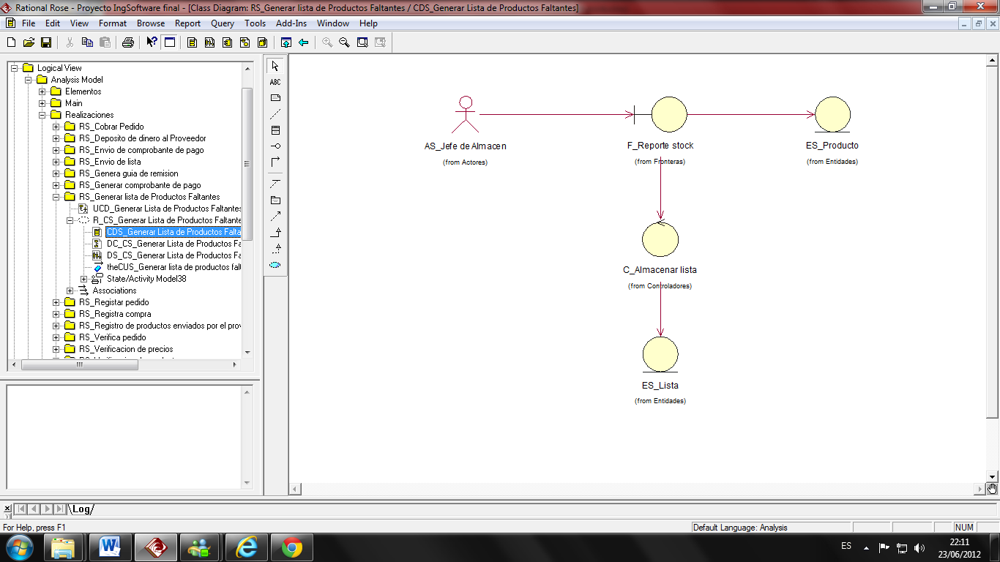 Rational Rose - Proyecto IngSoftware final - [Class Diagram: RS_Generar lista de Productos Faltantes / CDS_Generar Lista de Productos Faltantes]
File Edit View Format Browse Report Query Tools Add-Ins Window Help
Logical View
Analysis Model
Elementos
Main
Realizaciones
RS_Cobrar Pedido
RS_Deposito de dinero al Proveedor
RS_Envio de comprobante de pago
RS_Envio de lista
RS_Genera guia de remision
RS_Generar comprobante de pago
RS_Generar lista de Productos Faltantes
UCD_Generar Lista de Productos Faltantes
R_CS_Generar Lista de Productos Faltante
CDS_Generar Lista de Productos Falta
DC_CS_Generar Lista de Productos Fa
DS_CS_Generar Lista de Productos Fa
theCUS_Generar lista de productos fal
State/Activity Model38
Associations
RS_Registar pedido
RS_Registra compra
RS_Registro de productos enviados por el prov
RS_Verifica pedido
RS_Verificacion de precios
ABC
AS_Jefe de Almacen
(from Actores)
F_Reporte stock
(from Fronteras)
ES_Producto
(from Entidades)
C_Almacenar lista
(from Controladores)
ES_Lista
(from Entidades)
Log
For Help, press F1
Default Language: Analysis
NUM
ES
22:11
23/06/2012